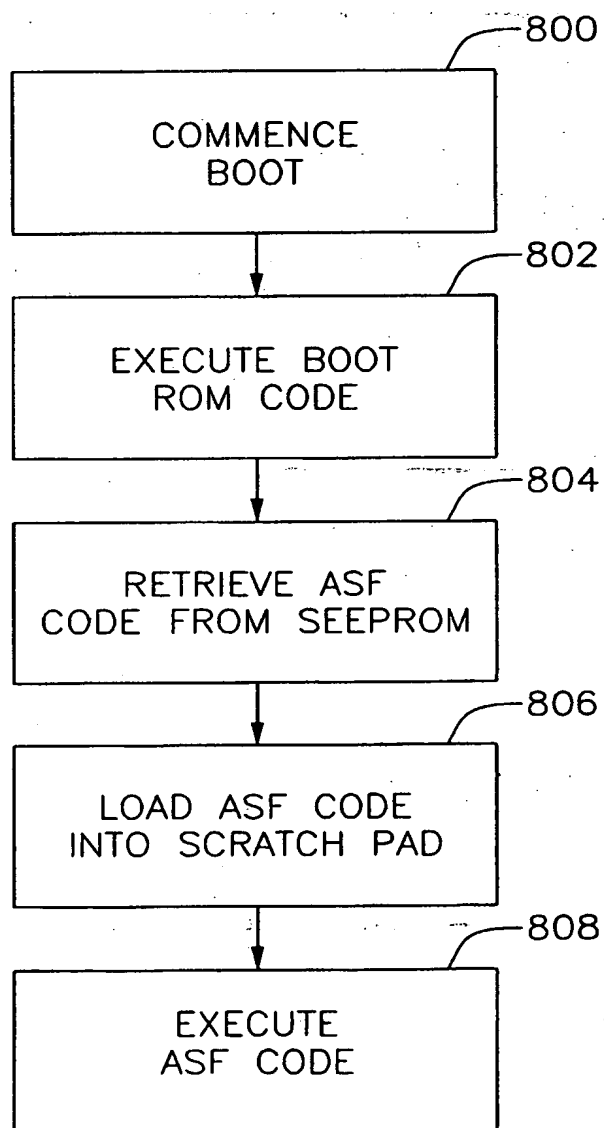 800
COMMENCE
BOOT
802
EXECUTE BOOT
ROM CODE
804
RETRIEVE ASF
CODE FROM SEEPROM
806
LOAD ASF CODE
INTO SCRATCH PAD
808
EXECUTE
ASF CODE